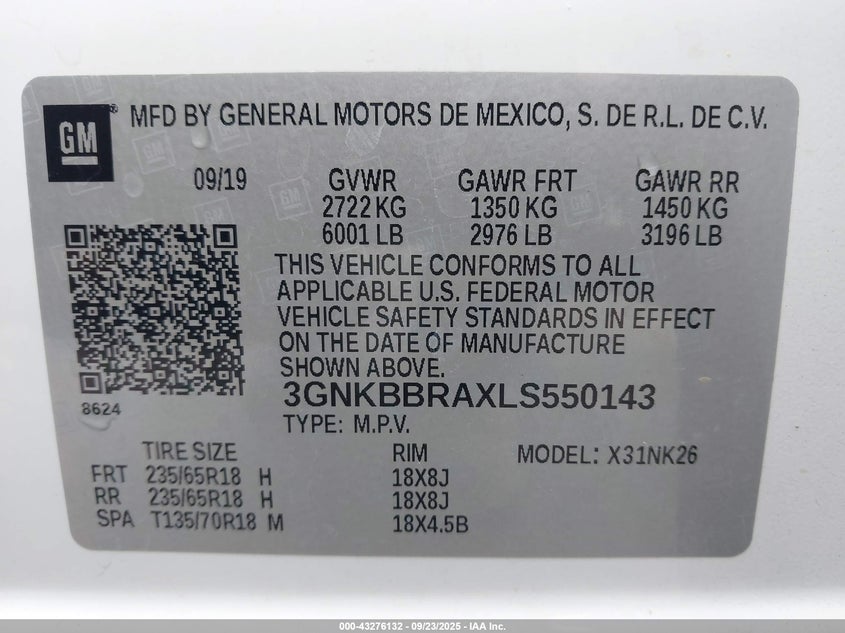 GM
MFD BY GENERAL MOTORS DE MEXICO, S. DE R.L. DE C.V.
09/19 GVWR GAWR FRT GAWR RR
2722 KG 1350 KG 1450 KG
6001 LB 2976 LB 3196 LB
THIS VEHICLE CONFORMS TO ALL
APPLICABLE U.S. FEDERAL MOTOR
VEHICLE SAFETY STANDARDS IN EFFECT
ON THE DATE OF MANUFACTURE
SHOWN ABOVE.
8624
3GNKBBRAXLS550143
TYPE: M.P.V.
TIRE SIZE RIM MODEL: X31NK26
FRT 235/65R18 H 18X8J
RR 235/65R18 H 18X8J
SPA T135/70R18 M 18X4.5B
000-43276132 - 09/23/2025 - IAA Inc.